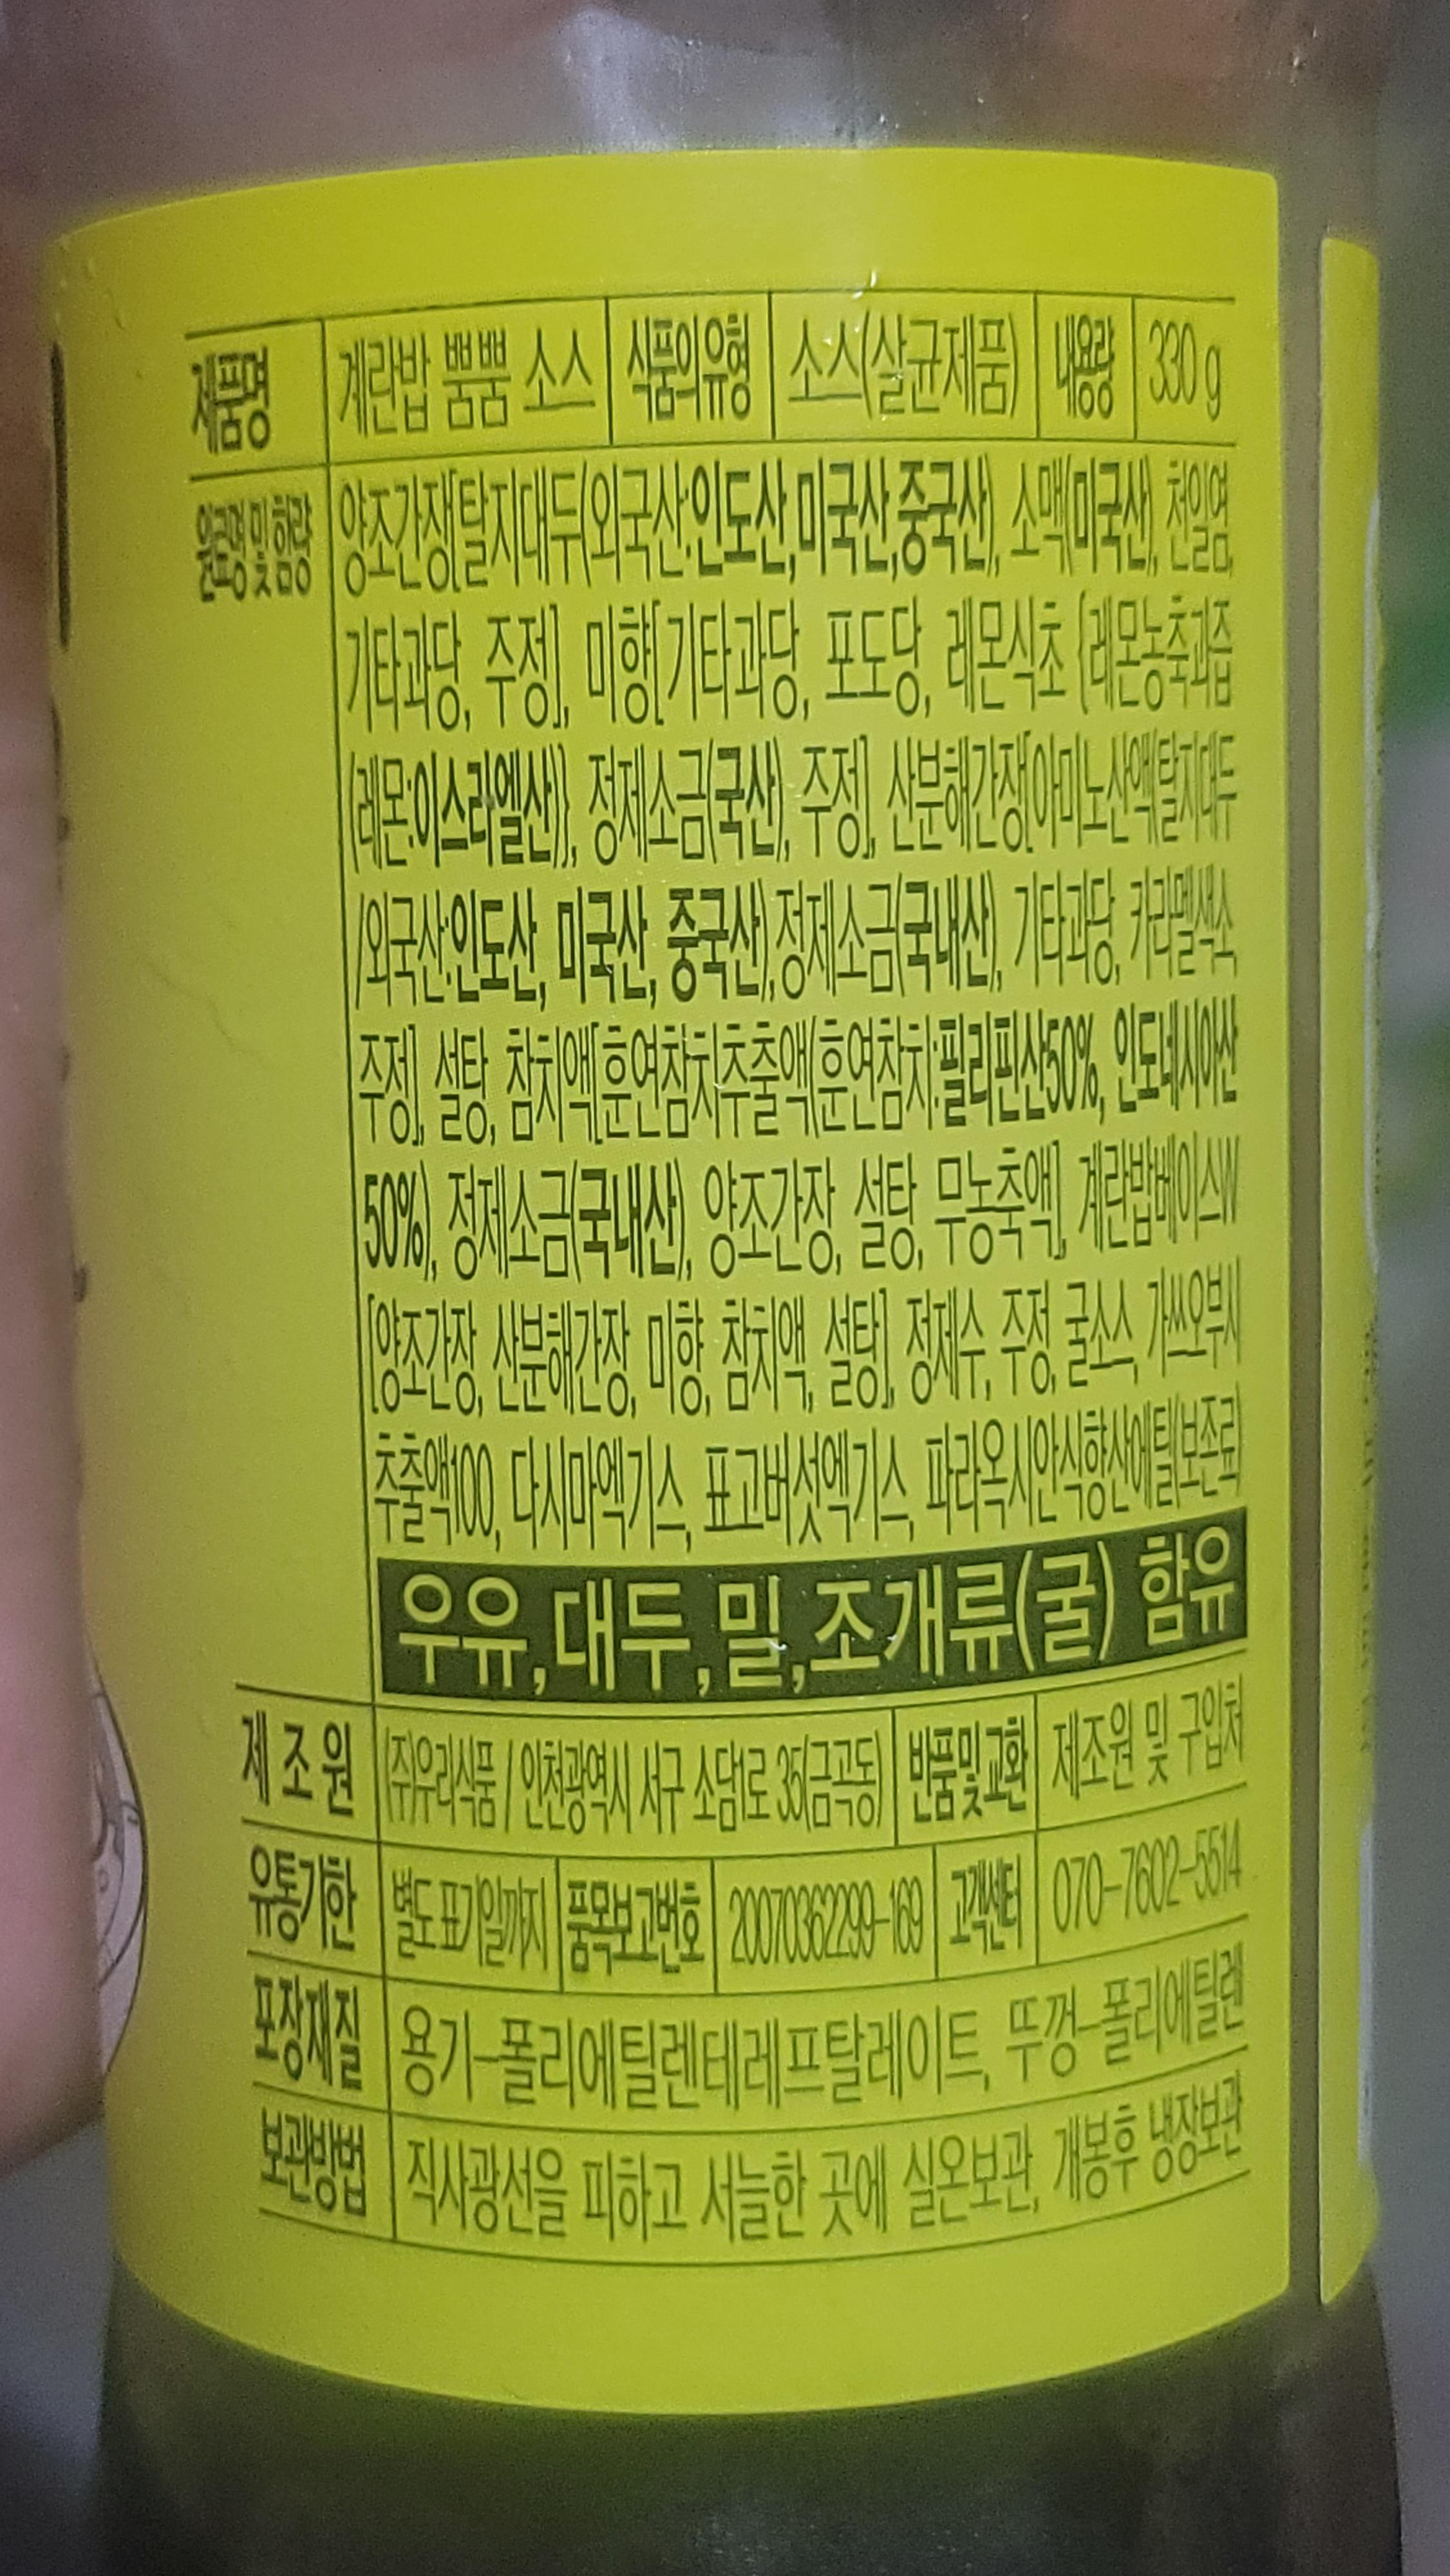 제품명 계란밥 뿜뿜 소스 식품의유형 소스(살균제품) 내용량 330 g
원료명 및 함량 양조간장[탈지대두(외국산:인도산,미국산,중국산), 소맥(미국산), 천일염,
기타과당, 주정], 미향[기타과당, 포도당, 레몬식초 {레몬농축과즙
(레몬:이스라엘산)}, 정제소금(국산), 주정], 산분해간장[아미노산액(탈지대두
/외국산:인도산, 미국산, 중국산),정제소금(국내산), 기타과당, 카라멜색소
주정], 설탕, 참치액[훈연참치추출액(훈연참치:필리핀산50%, 인도네시아산
50%), 정제소금(국내산), 양조간장, 설탕, 무농축액], 계란밥베이스W
[양조간장, 산분해간장, 미향, 참치액, 설탕], 정제수, 주정, 굴소스, 가쓰오부시
추출액100, 다시마엑기스, 표고버섯엑기스, 파라옥시안식향산에틸(보존료)
우유,대두,밀,조개류(굴) 함유
제조원 (주)우리식품 / 인천광역시 서구 소담1로 35(금곡동) 반품및교환 제조원 및 구입처
유통기한 별도 표기일까지 품목보고번호 20070362299-169 고객센터 070-7602-5514
포장재질 용기-폴리에틸렌테레프탈레이트, 뚜껑-폴리에틸렌
보관방법 직사광선을 피하고 서늘한 곳에 실온보관, 개봉후 냉장보관